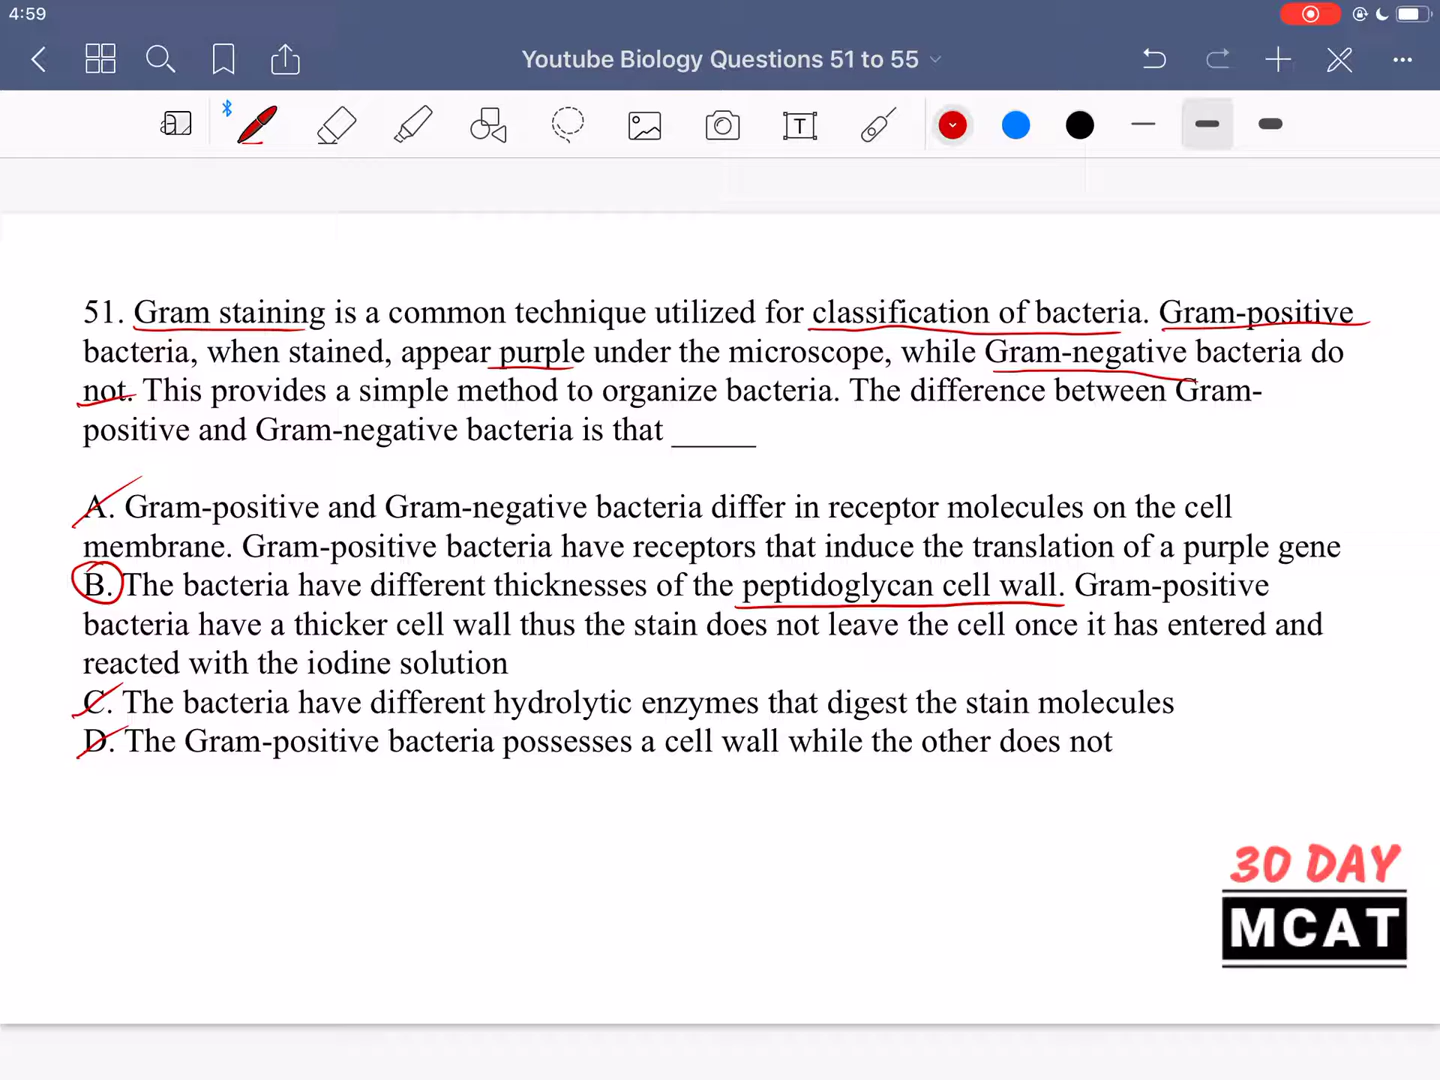 4:59
Youtube Biology Questions 51 to 55
a
T
51. Gram staining is a common technique utilized for classification of bacteria. Gram-positive
bacteria, when stained, appear purple under the microscope, while Gram-negative bacteria do
not. This provides a simple method to organize bacteria. The difference between Gram-
positive and Gram-negative bacteria is that _____
A. Gram-positive and Gram-negative bacteria differ in receptor molecules on the cell
membrane. Gram-positive bacteria have receptors that induce the translation of a purple gene
B. The bacteria have different thicknesses of the peptidoglycan cell wall. Gram-positive
bacteria have a thicker cell wall thus the stain does not leave the cell once it has entered and
reacted with the iodine solution
C. The bacteria have different hydrolytic enzymes that digest the stain molecules
D. The Gram-positive bacteria possesses a cell wall while the other does not
30 DAY
MCAT